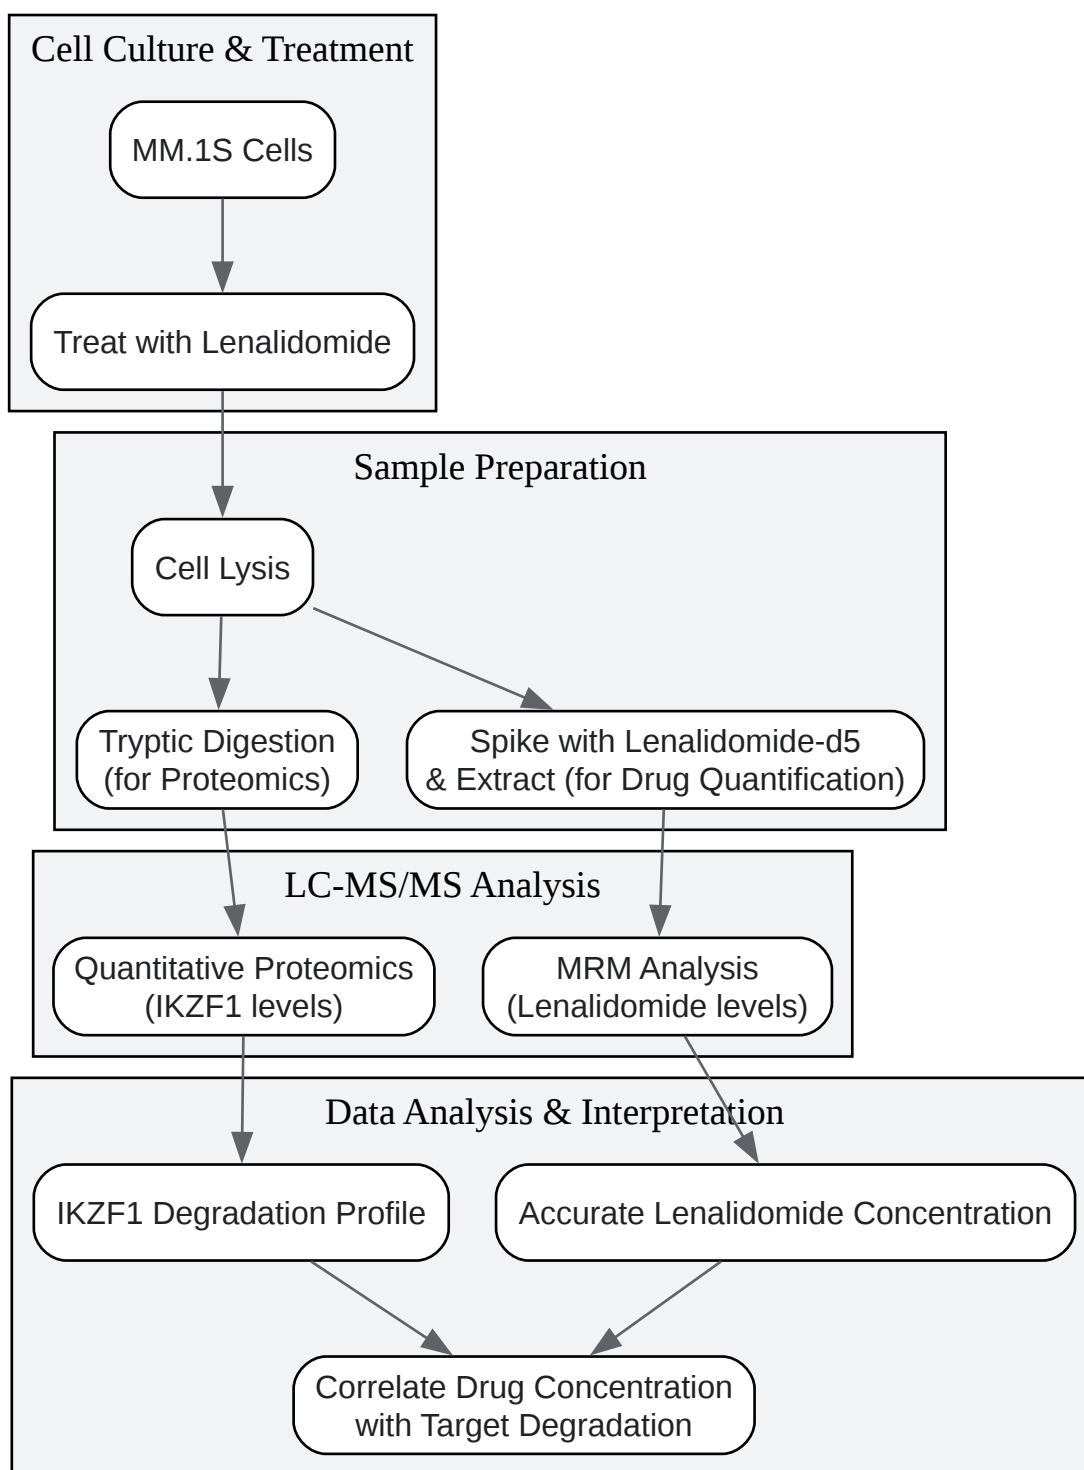 Cell Culture & Treatment
MM.1S Cells
Treat with Lenalidomide
Sample Preparation
Cell Lysis
Tryptic Digestion
(for Proteomics)
Spike with Lenalidomide-d5
& Extract (for Drug Quantification)
LC-MS/MS Analysis
Quantitative Proteomics
(IKZF1 levels)
MRM Analysis
(Lenalidomide levels)
Data Analysis & Interpretation
IKZF1 Degradation Profile
Accurate Lenalidomide Concentration
Correlate Drug Concentration
with Target Degradation